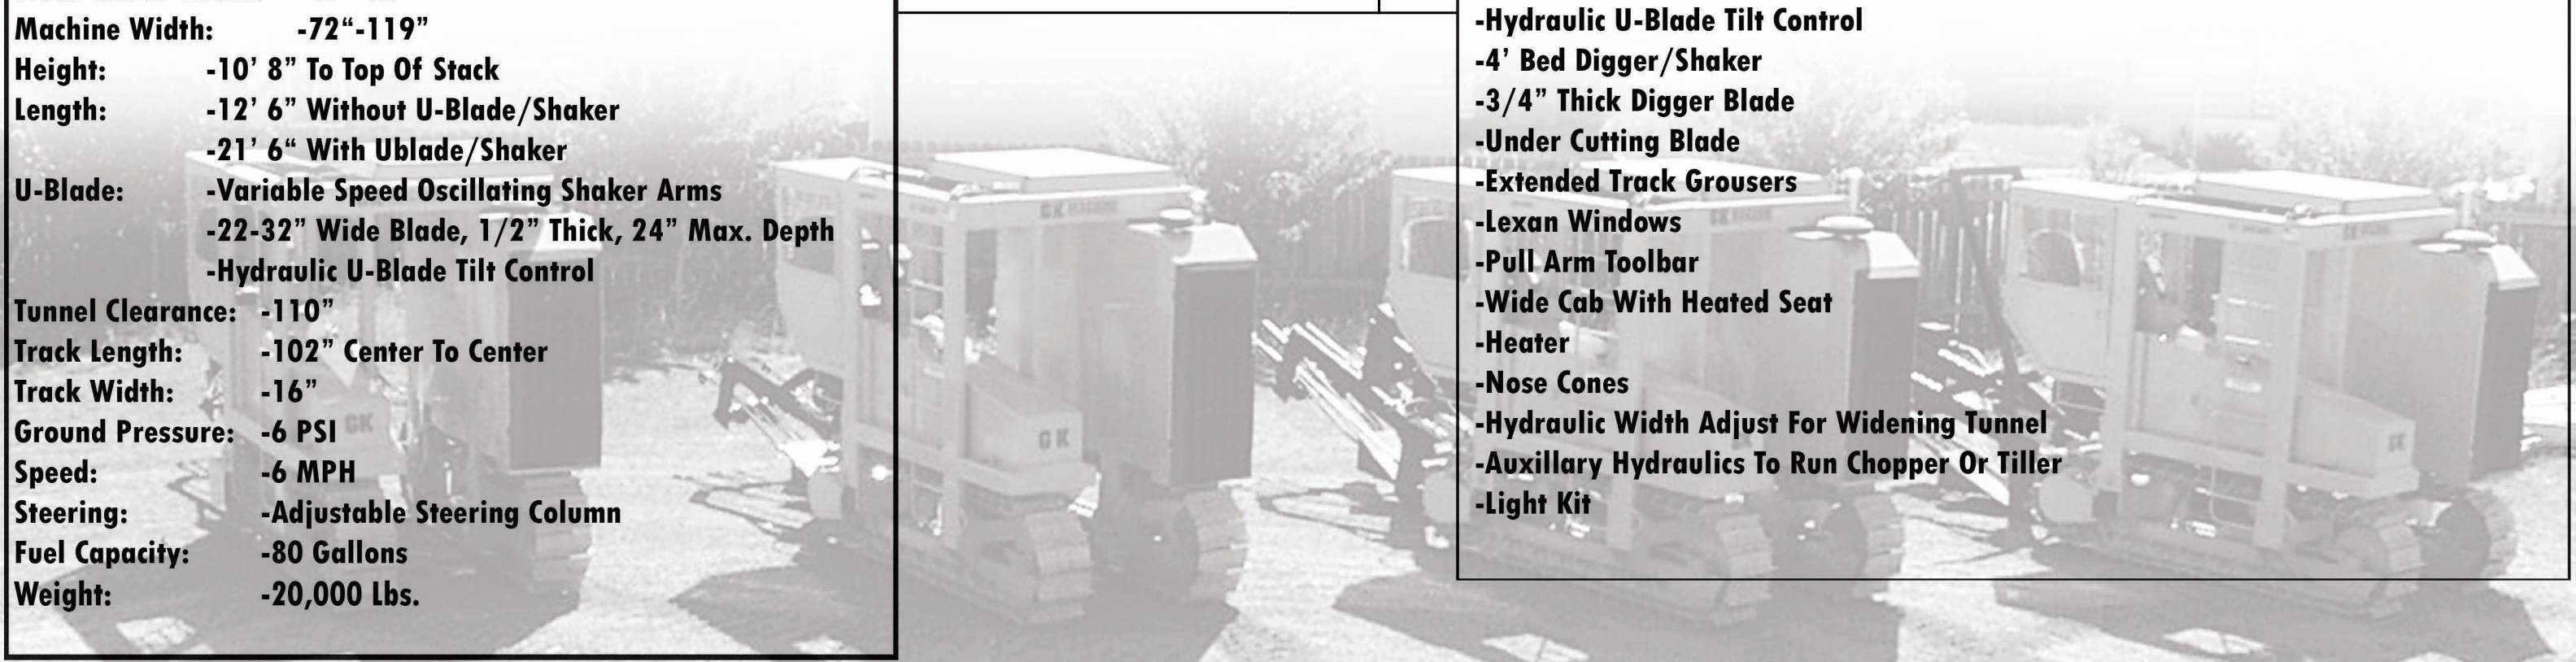 Machine Width: -72“-119”
Height: -10’ 8” To Top Of Stack
Length: -12’ 6” Without U-Blade/Shaker
-21’ 6“ With Ublade/Shaker
U-Blade: -Variable Speed Oscillating Shaker Arms
-22-32” Wide Blade, 1/2” Thick, 24” Max. Depth
-Hydraulic U-Blade Tilt Control
Tunnel Clearance: -110”
Track Length: -102” Center To Center
Track Width: -16”
Ground Pressure: -6 PSI
Speed: -6 MPH
Steering: -Adjustable Steering Column
Fuel Capacity: -80 Gallons
Weight: -20,000 Lbs.
GK
GK
GK
-Hydraulic U-Blade Tilt Control
-4’ Bed Digger/Shaker
-3/4” Thick Digger Blade
-Under Cutting Blade
-Extended Track Grousers
-Lexan Windows
-Pull Arm Toolbar
-Wide Cab With Heated Seat
-Heater
-Nose Cones
-Hydraulic Width Adjust For Widening Tunnel
-Auxillary Hydraulics To Run Chopper Or Tiller
-Light Kit